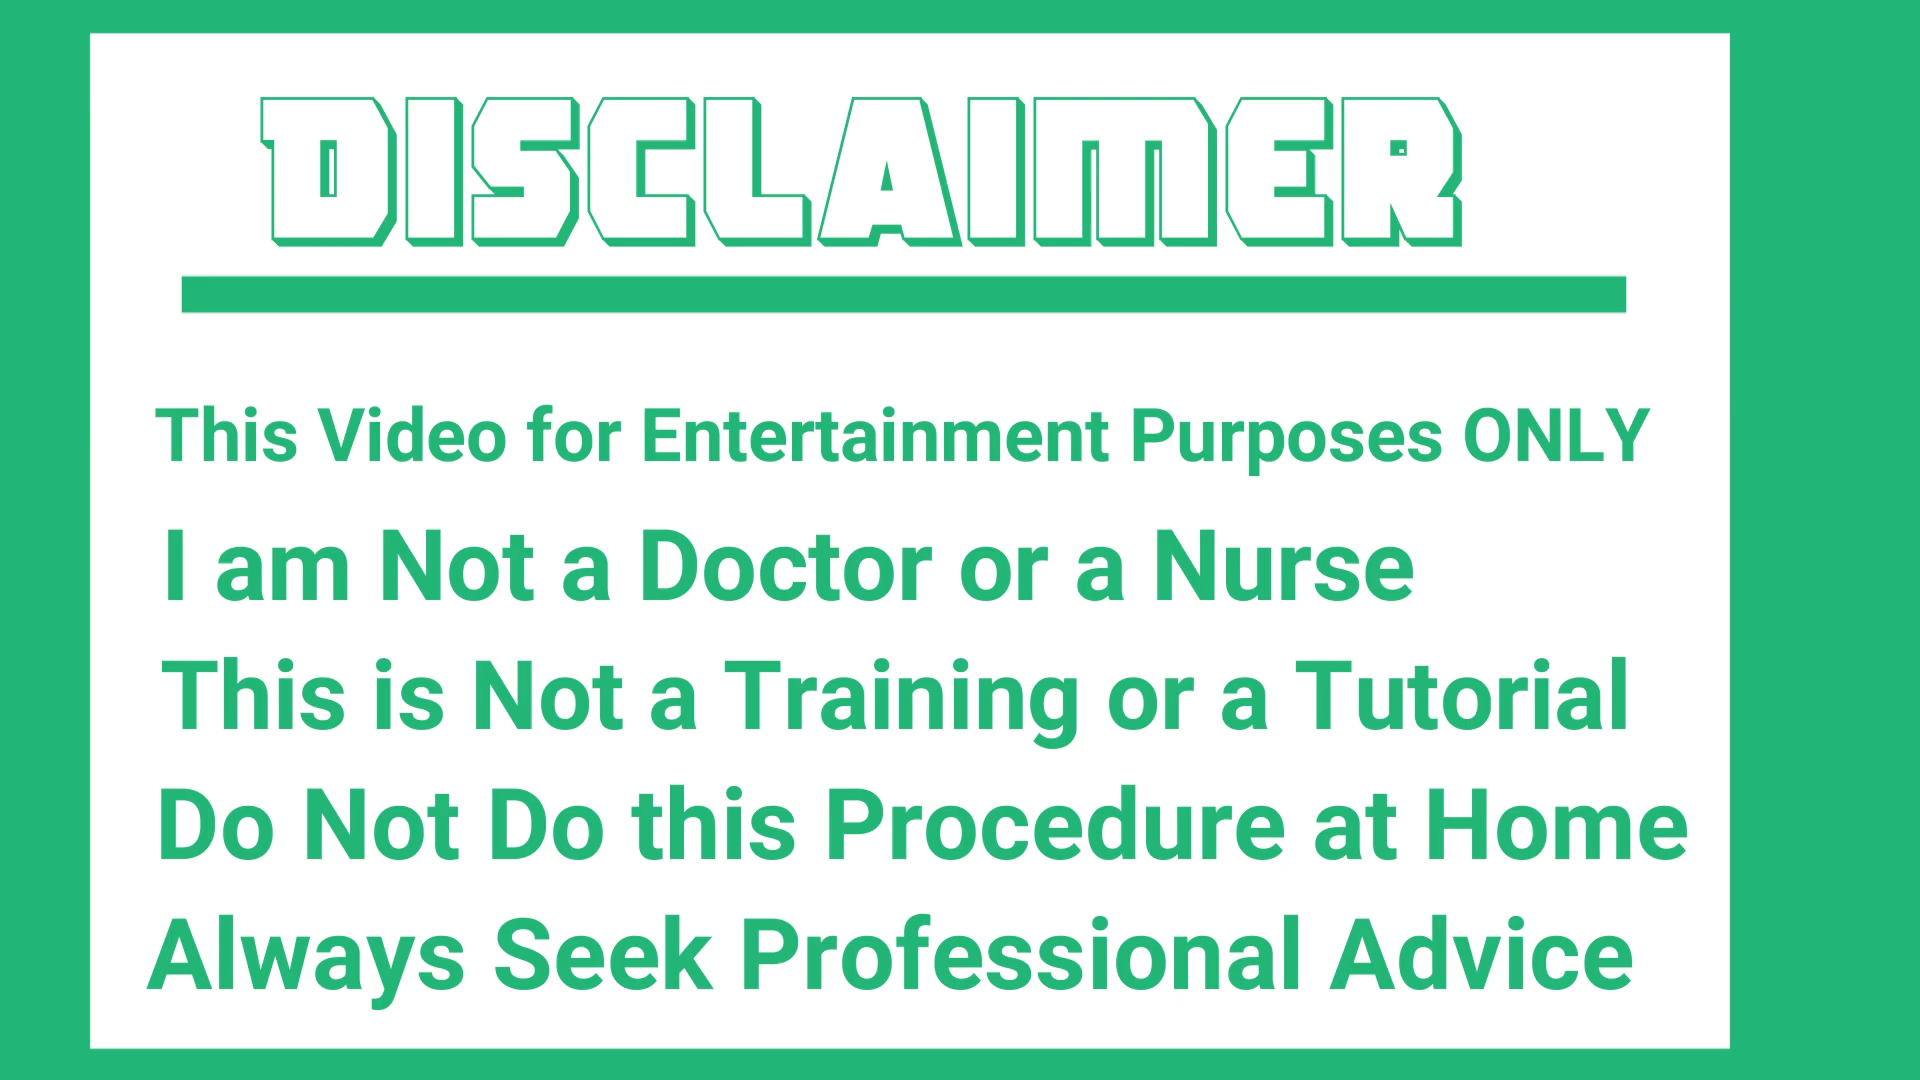 DISCLAIMER
This Video for Entertainment Purposes ONLY
I am Not a Doctor or a Nurse
This is Not a Training or a Tutorial
Do Not Do this Procedure at Home
Always Seek Professional Advice